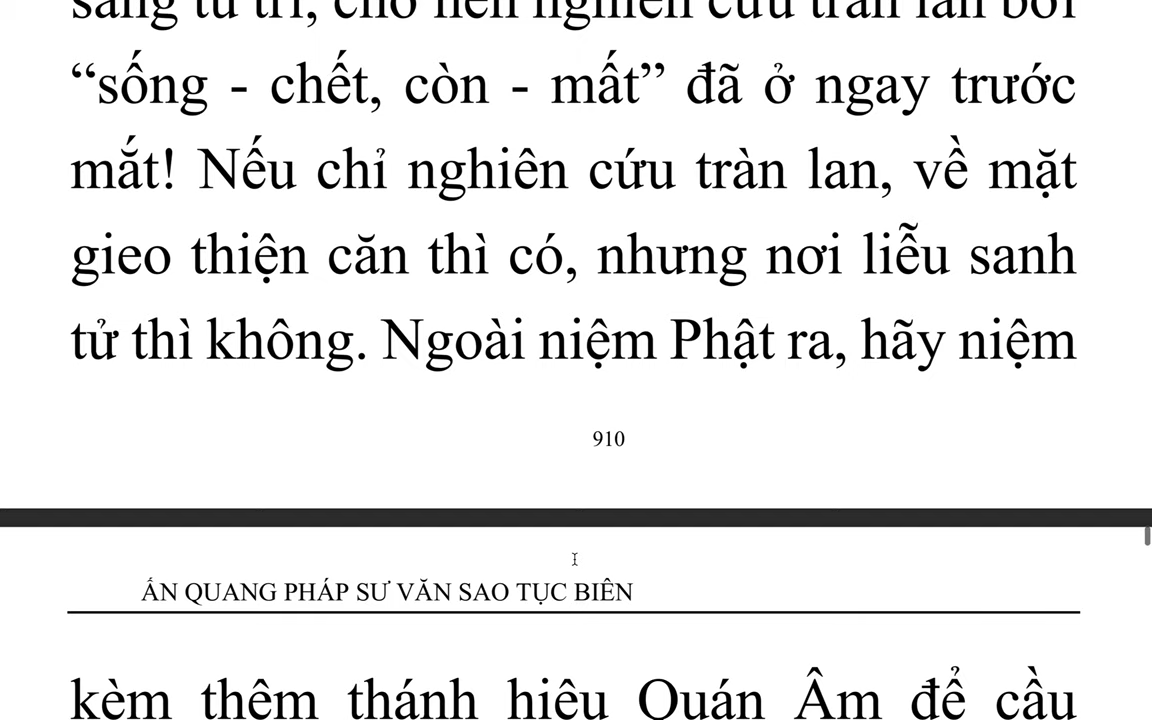 “sống - chết, còn - mất” đã ở ngay trước
mắt! Nếu chỉ nghiên cứu tràn lan, về mặt
gieo thiện căn thì có, nhưng nơi liễu sanh
tử thì không. Ngoài niệm Phật ra, hãy niệm
910
ẤN QUANG PHÁP SƯ VĂN SAO TỤC BIÊN
kèm thêm thánh hiệu Quán Âm để cầu